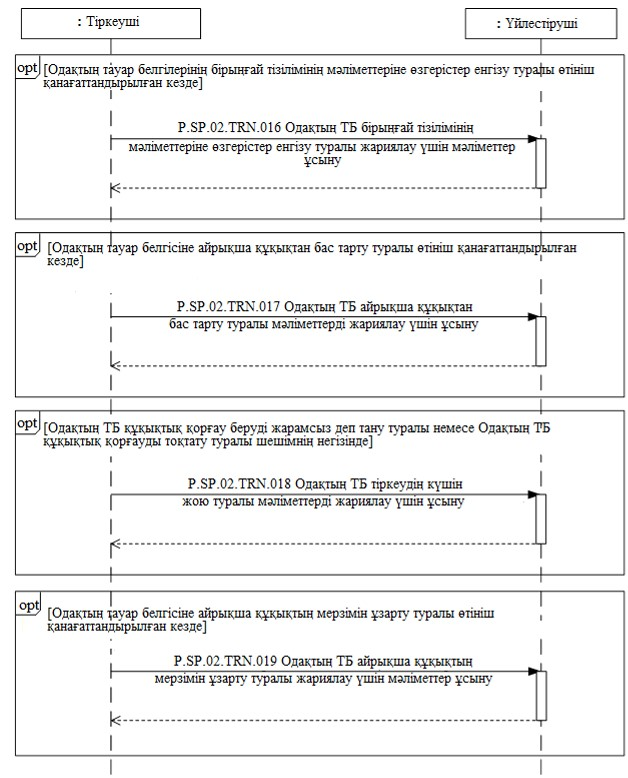 : Тіркеуші
: Үйлестіруші
opt
[Одақтың тауар белгілерінің бірыңғай тізілімінің мәліметтеріне өзгерістер енгізу туралы өтініш
қанағаттандырылған кезде]
P.SP.02.TRN.016 Одақтың ТБ бірыңғай тізілімінің
мәліметтеріне өзгерістер енгізу туралы жариялау үшін мәліметтер
ұсыну
opt
[Одақтың тауар белгісіне айрықша құқықтан бас тарту туралы өтініш қанағаттандырылған
кезде]
P.SP.02.TRN.017 Одақтың ТБ айрықша құқықтан
бас тарту туралы мәліметтерді жариялау үшін ұсыну
opt
[Одақтың ТБ құқықтық қорғау беруді жарамсыз деп тану туралы немесе Одақтың ТБ
құқықтық қорғауды тоқтату туралы шешімнің негізінде]
P.SP.02.TRN.018 Одақтың ТБ тіркеудің күшін
жою туралы мәліметтерді жариялау үшін ұсыну
opt
[Одақтың тауар белгісіне айрықша құқықтың мерзімін ұзарту туралы өтініш
қанағаттандырылған кезде]
P.SP.02.TRN.019 Одақтың ТБ айрықша құқықтың
мерзімін ұзарту туралы жариялау үшін мәліметтер ұсыну